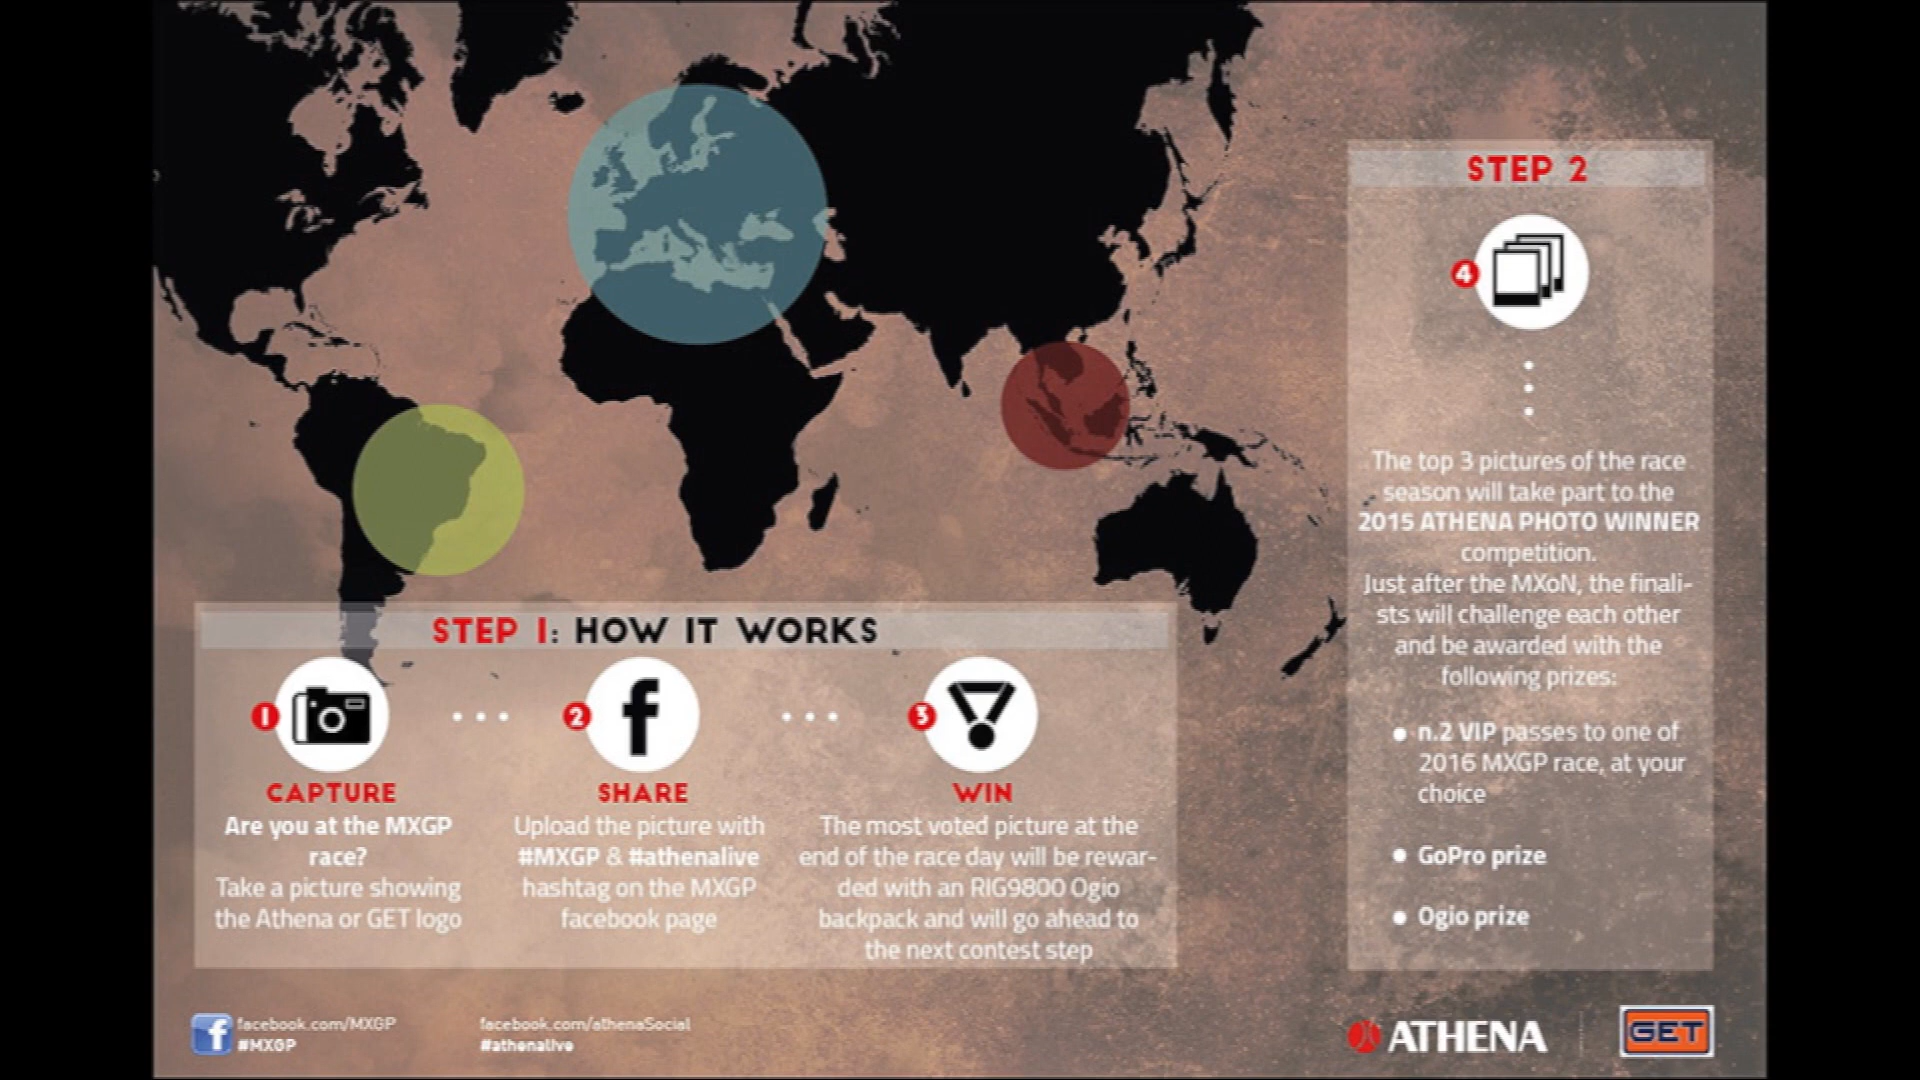 STEP 2
4
The top 3 pictures of the race
season will take part to the
2015 ATHENA PHOTO WINNER
competition.
Just after the MXoN, the finali-
sts will challenge each other
and be awarded with the
following prizes:
n.2 VIP passes to one of
2016 MXGP race, at your
choice
GoPro prize
Ogio prize
STEP 1: HOW IT WORKS
1
CAPTURE
Are you at the MXGP
race?
Take a picture showing
the Athena or GET logo
2
SHARE
Upload the picture with
#MXGP & #athenalive
hashtag on the MXGP
facebook page
3
WIN
The most voted picture at the
end of the race day will be rewar-
ded with an RIG9800 Ogio
backpack and will go ahead to
the next contest step
facebook.com/MXGP
#MXGP
facebook.com/athenaSocial
#athenalive
ATHENA
GET